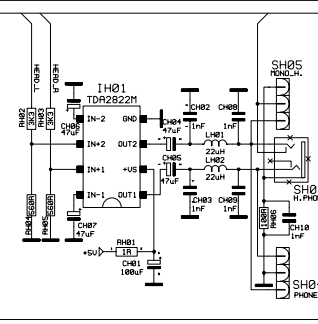 HEAD_L
HEAD_R
RH02
3K3
RH03
3K3
RH04
560R
RH05
560R
CH06
47uF
IH01
TDA2822M
IN-2
GND
IN+2
OUT2
IN+1
+US
IN-1
OUT1
CH07
47uF
CH04
47uF
CH05
47uF
CH02
1nF
CH08
1nF
LH01
22uH
LH02
22uH
CH03
1nF
CH09
1nF
+5V
RH01
1R
CH01
100uF
SH05
MONO_H.
SH0
H.PHO
100R
RH06
CH10
1nF
SH0
PHONE